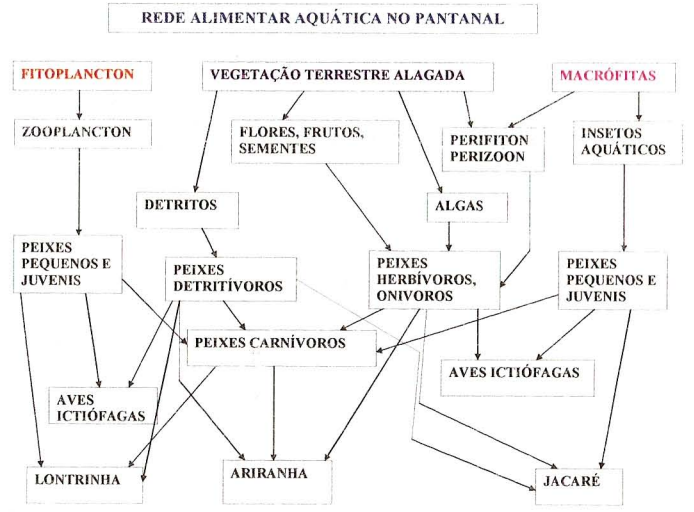 REDE ALIMENTAR AQUÁTICA NO PANTANAL
FITOPLANCTON
VEGETAÇÃO TERRESTRE ALAGADA
MACRÓFITAS
ZOOPLANCTON
FLORES, FRUTOS,
SEMENTES
PERIFITON
PERIZOON
INSETOS
AQUÁTICOS
DETRITOS
ALGAS
PEIXES
PEQUENOS E
JUVENIS
PEIXES
DETRITÍVOROS
PEIXES
HERBÍVOROS,
ONIVOROS
PEIXES
PEQUENOS E
JUVENIS
PEIXES CARNÍVOROS
AVES ICTIÓFAGAS
AVES
ICTIÓFAGAS
LONTRINHA
ARIRANHA
JACARÉ